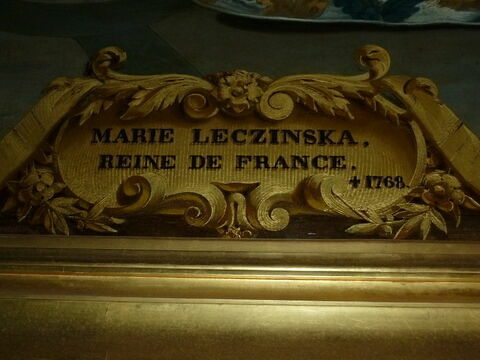 MARIE LECZINSKA,
REINE DE FRANCE.
✝1768.